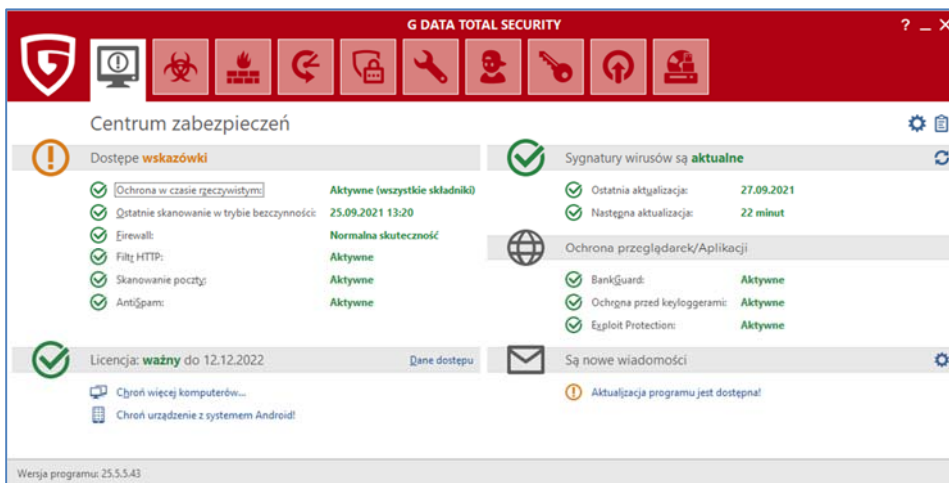 G DATA TOTAL SECURITY
Centrum zabezpieczeń
Dostępe wskazówki
Ochrona w czasie rzeczywistym: Aktywne (wszystkie składniki)
Ostatnie skanowanie w trybie bezczynności: 25.09.2021 13:20
Firewall: Normalna skuteczność
Filtr HTTP: Aktywne
Skanowanie poczty: Aktywne
AntiSpam: Aktywne
Sygnatury wirusów są aktualne
Ostatnia aktualizacja: 27.09.2021
Następna aktualizacja: 22 minut
Ochrona przeglądarek/Aplikacji
BankGuard: Aktywne
Ochrona przed keyloggerami: Aktywne
Exploit Protection: Aktywne
Licencja: ważny do 12.12.2022 Dane dostępu
Chroń więcej komputerów...
Chroń urządzenie z systemem Android!
Są nowe wiadomości
Aktualizacja programu jest dostępna!
Wersja programu: 25.5.5.43